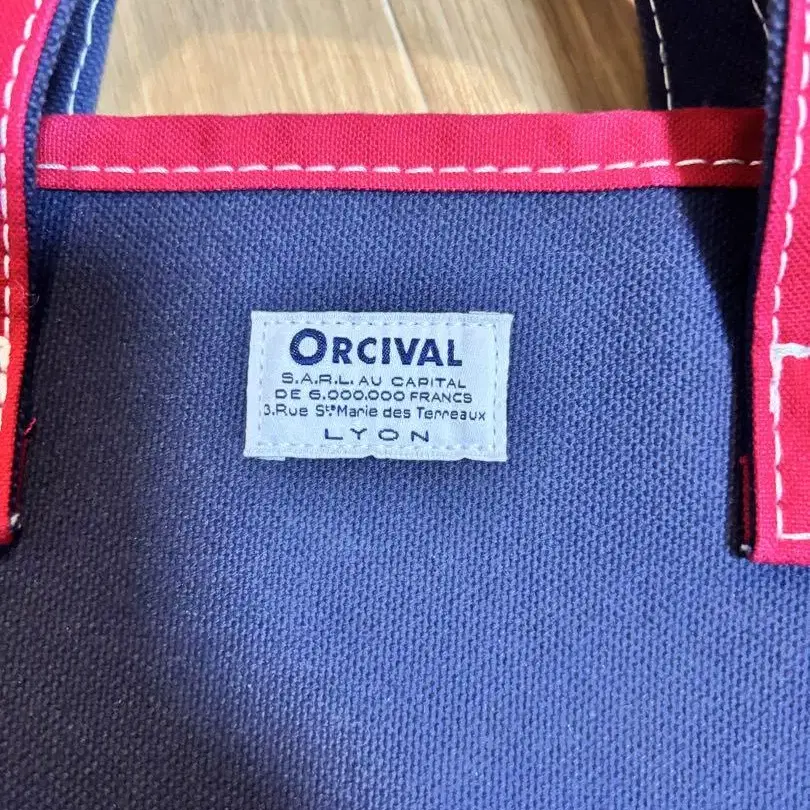 ORCIVAL
S.A.R.L. AU CAPITAL
DE 6.000.000 FRANCS
3.Rue Ste Marie des Terreaux
LYON